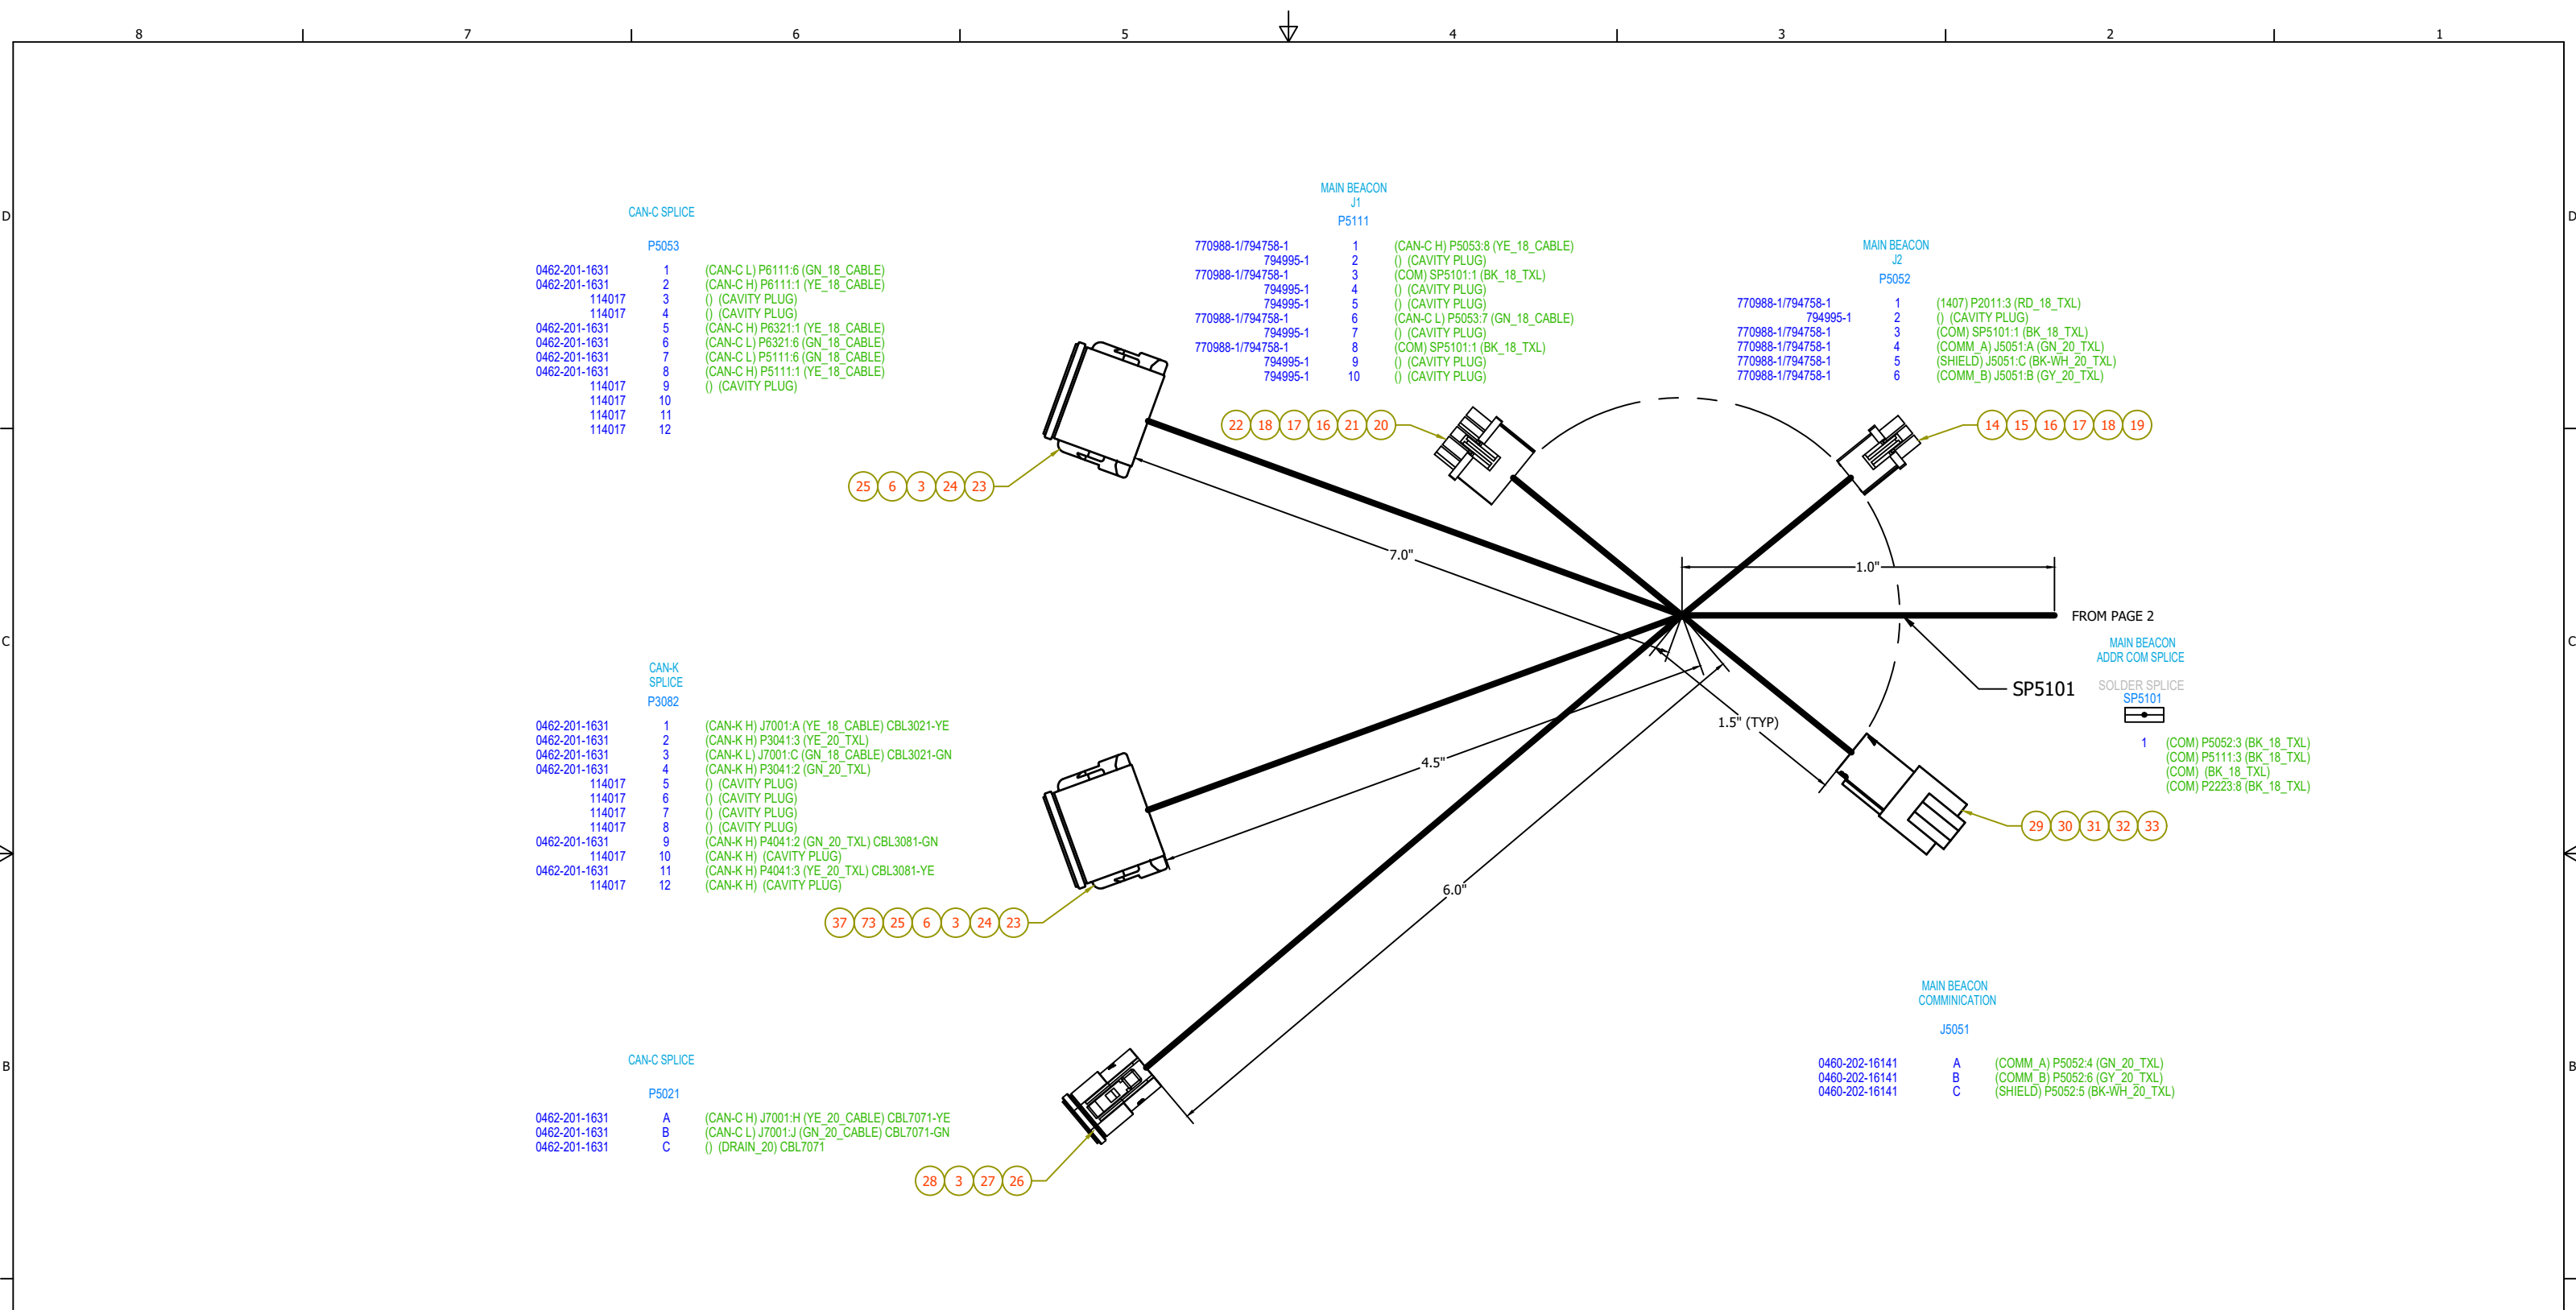 8 7 6 5 4 3 2 1
D D
C C
B B
CAN-C SPLICE
P5053
0462-201-1631 1 (CAN-C L) P6111:6 (GN_18_CABLE)
0462-201-1631 2 (CAN-C H) P6111:1 (YE_18_CABLE)
114017 3 () (CAVITY PLUG)
114017 4 () (CAVITY PLUG)
0462-201-1631 5 (CAN-C H) P6321:1 (YE_18_CABLE)
0462-201-1631 6 (CAN-C L) P6321:6 (GN_18_CABLE)
0462-201-1631 7 (CAN-C L) P5111:6 (GN_18_CABLE)
0462-201-1631 8 (CAN-C H) P5111:1 (YE_18_CABLE)
114017 9 () (CAVITY PLUG)
114017 10
114017 11
114017 12
25 6 3 24 23
MAIN BEACON
J1
P5111
770988-1/794758-1 1 (CAN-C H) P5053:8 (YE_18_CABLE)
794995-1 2 () (CAVITY PLUG)
770988-1/794758-1 3 (COM) SP5101:1 (BK_18_TXL)
794995-1 4 () (CAVITY PLUG)
794995-1 5 () (CAVITY PLUG)
770988-1/794758-1 6 (CAN-C L) P5053:7 (GN_18_CABLE)
794995-1 7 () (CAVITY PLUG)
770988-1/794758-1 8 (COM) SP5101:1 (BK_18_TXL)
794995-1 9 () (CAVITY PLUG)
794995-1 10 () (CAVITY PLUG)
22 18 17 16 21 20
MAIN BEACON
J2
P5052
770988-1/794758-1 1 (1407) P2011:3 (RD_18_TXL)
794995-1 2 () (CAVITY PLUG)
770988-1/794758-1 3 (COM) SP5101:1 (BK_18_TXL)
770988-1/794758-1 4 (COMM_A) J5051:A (GN_20_TXL)
770988-1/794758-1 5 (SHIELD) J5051:C (BK-WH_20_TXL)
770988-1/794758-1 6 (COMM_B) J5051:B (GY_20_TXL)
14 15 16 17 18 19
7.0"
1.0"
FROM PAGE 2
SP5101
MAIN BEACON
ADDR COM SPLICE
SOLDER SPLICE
SP5101
1 (COM) P5052:3 (BK_18_TXL)
(COM) P5111:3 (BK_18_TXL)
(COM) (BK_18_TXL)
(COM) P2223:8 (BK_18_TXL)
1.5" (TYP)
4.5"
6.0"
29 30 31 32 33
CAN-K
SPLICE
P3082
0462-201-1631 1 (CAN-K H) J7001:A (YE_18_CABLE) CBL3021-YE
0462-201-1631 2 (CAN-K H) P3041:3 (YE_20_TXL)
0462-201-1631 3 (CAN-K L) J7001:C (GN_18_CABLE) CBL3021-GN
0462-201-1631 4 (CAN-K H) P3041:2 (GN_20_TXL)
114017 5 () (CAVITY PLUG)
114017 6 () (CAVITY PLUG)
114017 7 () (CAVITY PLUG)
114017 8 () (CAVITY PLUG)
0462-201-1631 9 (CAN-K H) P4041:2 (GN_20_TXL) CBL3081-GN
114017 10 (CAN-K H) (CAVITY PLUG)
0462-201-1631 11 (CAN-K H) P4041:3 (YE_20_TXL) CBL3081-YE
114017 12 (CAN-K H) (CAVITY PLUG)
37 73 25 6 3 24 23
CAN-C SPLICE
P5021
0462-201-1631 A (CAN-C H) J7001:H (YE_20_CABLE) CBL7071-YE
0462-201-1631 B (CAN-C L) J7001:J (GN_20_CABLE) CBL7071-GN
0462-201-1631 C () (DRAIN_20) CBL7071
28 3 27 26
MAIN BEACON
COMMINICATION
J5051
0460-202-16141 A (COMM_A) P5052:4 (GN_20_TXL)
0460-202-16141 B (COMM_B) P5052:6 (GY_20_TXL)
0460-202-16141 C (SHIELD) P5052:5 (BK-WH_20_TXL)